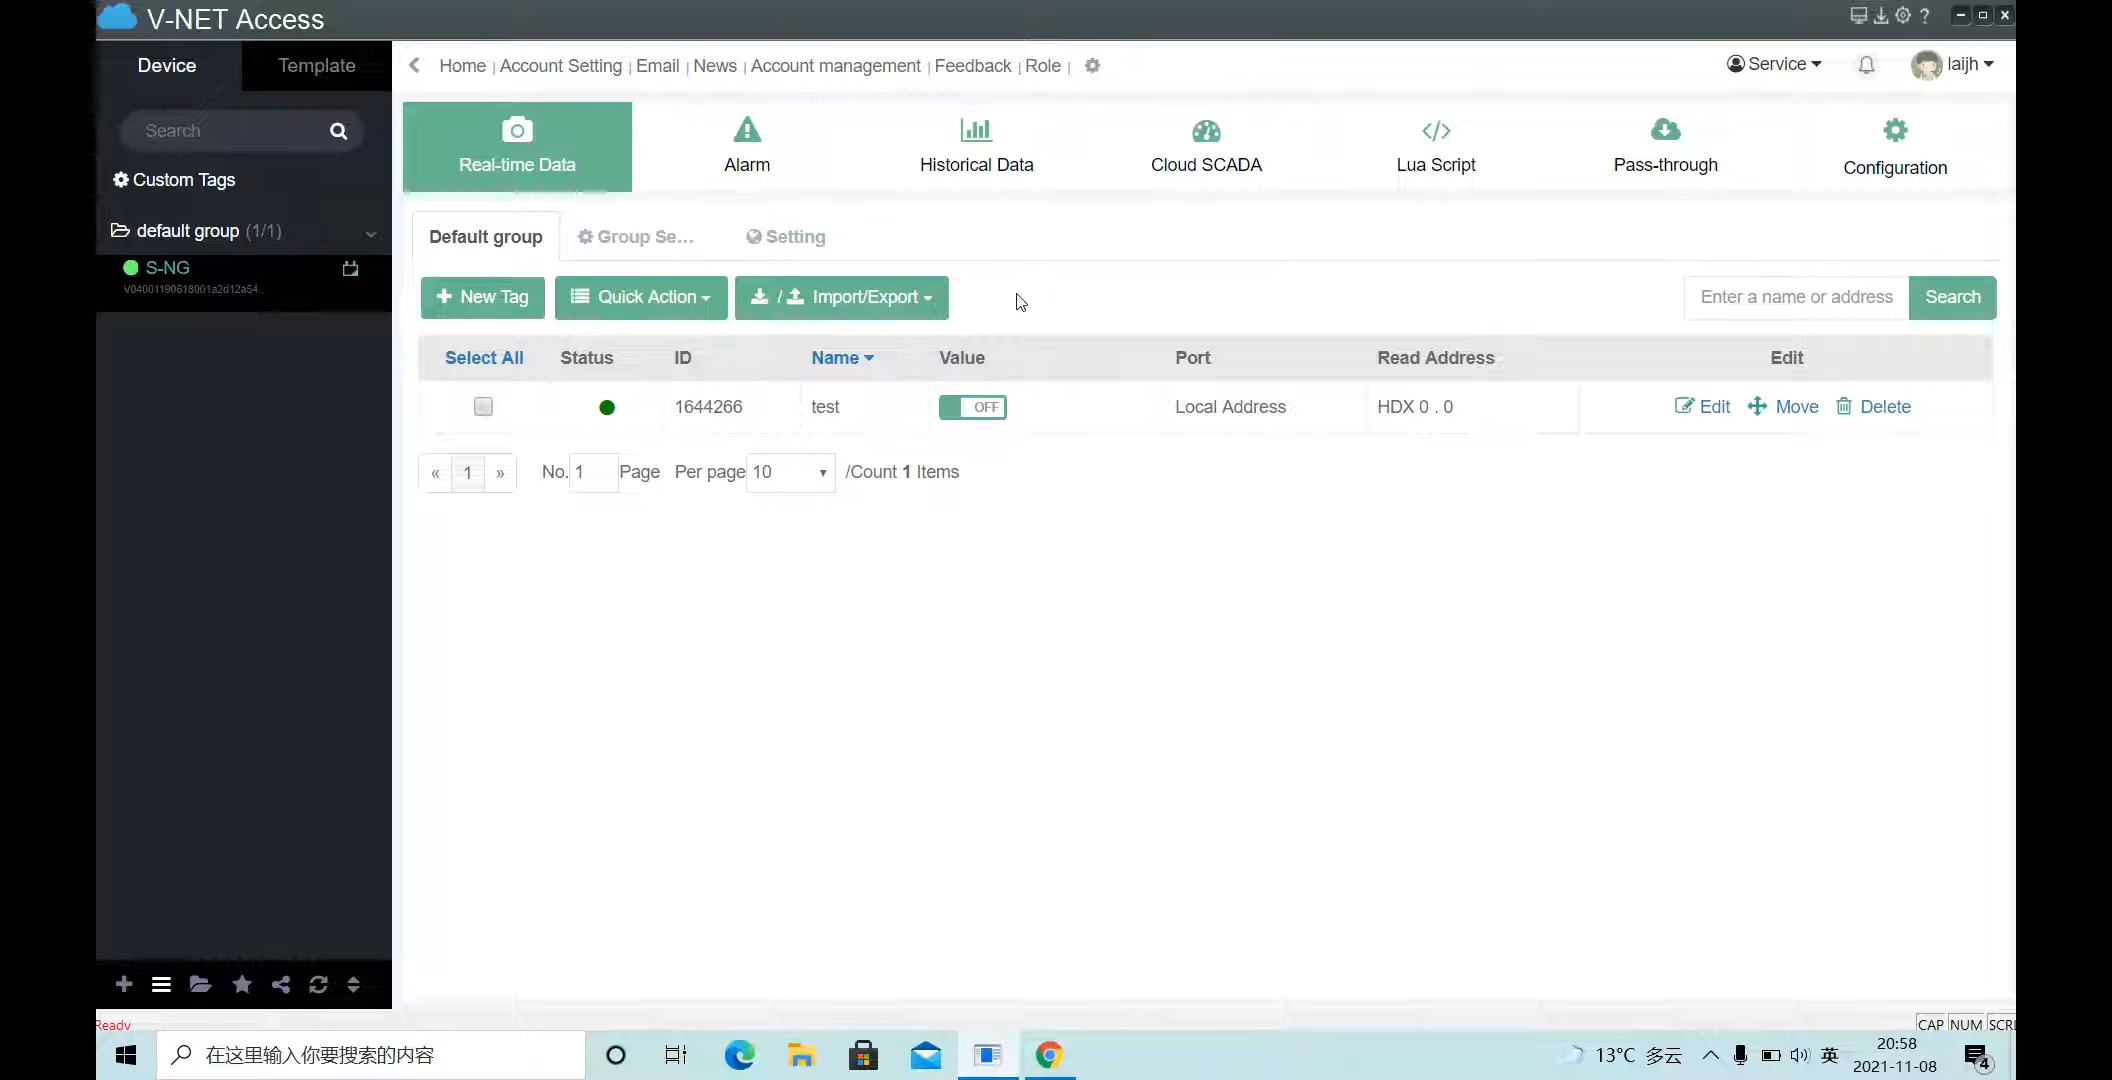 V-NET Access
Device
Template
Home | Account Setting | Email | News | Account management | Feedback | Role |
Service
laijh
Search
Custom Tags
default group (1/1)
S-NG
V04001190618001a2d12a54...
Real-time Data
Alarm
Historical Data
Cloud SCADA
Lua Script
Pass-through
Configuration
Default group
Group Se...
Setting
New Tag
Quick Action
/ Import/Export
Enter a name or address
Search
Select All
Status
ID
Name
Value
Port
Read Address
Edit
1644266
test
OFF
Local Address
HDX 0 . 0
Edit
Move
Delete
« 1 »
No. 1 Page Per page 10 /Count 1 Items
Ready
CAP NUM SCRL
在这里输入你要搜索的内容
13°C 多云
英
20:58
2021-11-08
4